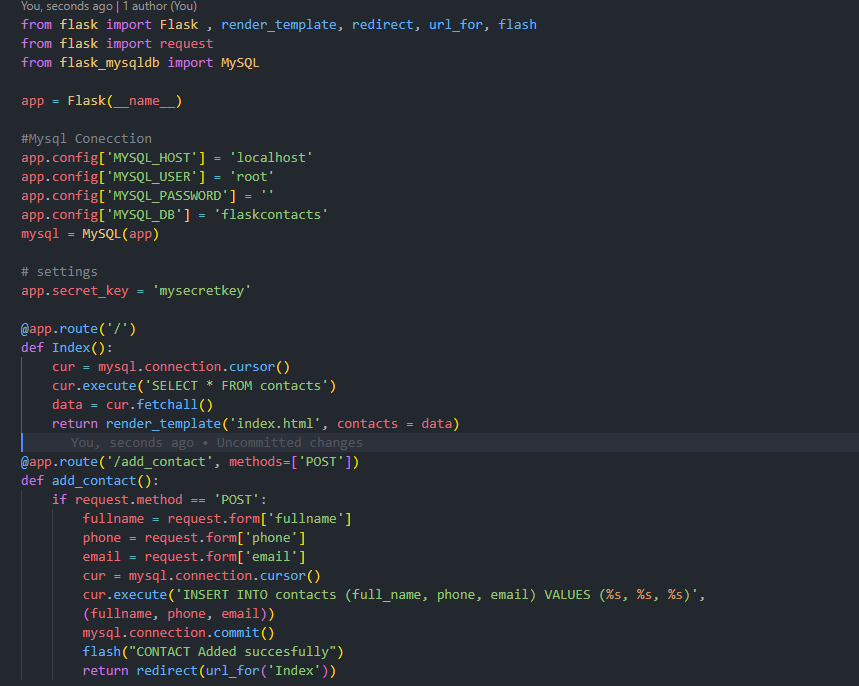 You, seconds ago | 1 author (You)
from flask import Flask , render_template, redirect, url_for, flash
from flask import request
from flask_mysqldb import MySQL
app = Flask(__name__)
#Mysql Conecction
app.config['MYSQL_HOST'] = 'localhost'
app.config['MYSQL_USER'] = 'root'
app.config['MYSQL_PASSWORD'] = ''
app.config['MYSQL_DB'] = 'flaskcontacts'
mysql = MySQL(app)
# settings
app.secret_key = 'mysecretkey'
@app.route('/')
def Index():
    cur = mysql.connection.cursor()
    cur.execute('SELECT * FROM contacts')
    data = cur.fetchall()
    return render_template('index.html', contacts = data)
You, seconds ago • Uncommitted changes
@app.route('/add_contact', methods=['POST'])
def add_contact():
    if request.method == 'POST':
        fullname = request.form['fullname']
        phone = request.form['phone']
        email = request.form['email']
        cur = mysql.connection.cursor()
        cur.execute('INSERT INTO contacts (full_name, phone, email) VALUES (%s, %s, %s)',
        (fullname, phone, email))
        mysql.connection.commit()
        flash("CONTACT Added succesfully")
        return redirect(url_for('Index'))